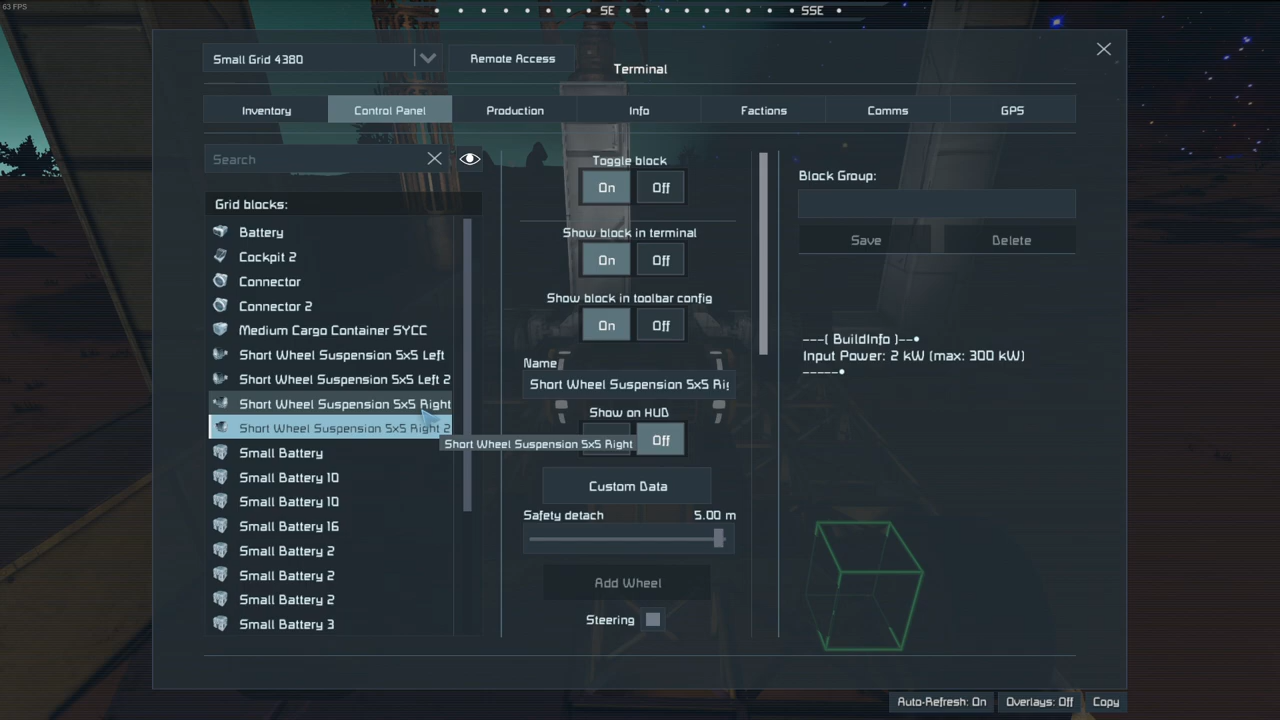 63 FPS
SE
SSE
Small Grid 4380
Remote Access
Terminal
Inventory
Control Panel
Production
Info
Factions
Comms
GPS
Search
Grid blocks:
Battery
Cockpit 2
Connector
Connector 2
Medium Cargo Container SYCC
Short Wheel Suspension 5x5 Left
Short Wheel Suspension 5x5 Left 2
Short Wheel Suspension 5x5 Right
Short Wheel Suspension 5x5 Right 2
Short Wheel Suspension 5x5 Right
Small Battery
Small Battery 10
Small Battery 10
Small Battery 16
Small Battery 2
Small Battery 2
Small Battery 2
Small Battery 3
Toggle block
On
Off
Show block in terminal
On
Off
Show block in toolbar config
On
Off
Name
Short Wheel Suspension 5x5 Ri
Show on HUD
Off
Custom Data
Safety detach
5.00 m
Add Wheel
Steering
Block Group:
Save
Delete
---( BuildInfo )--•
Input Power: 2 kW (max: 300 kW)
-----•
Auto-Refresh: On
Overlays: Off
Copy